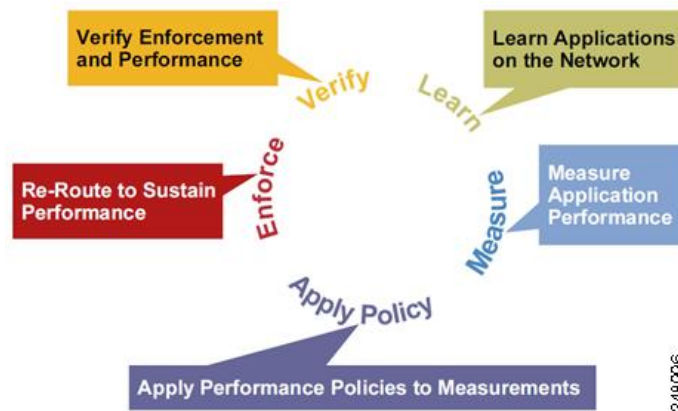 Verify Enforcement
and Performance
Verify
Learn Applications
on the Network
Learn
Re-Route to Sustain
Performance
Enforce
Measure
Application
Performance
Measure
Apply Policy
Apply Performance Policies to Measurements